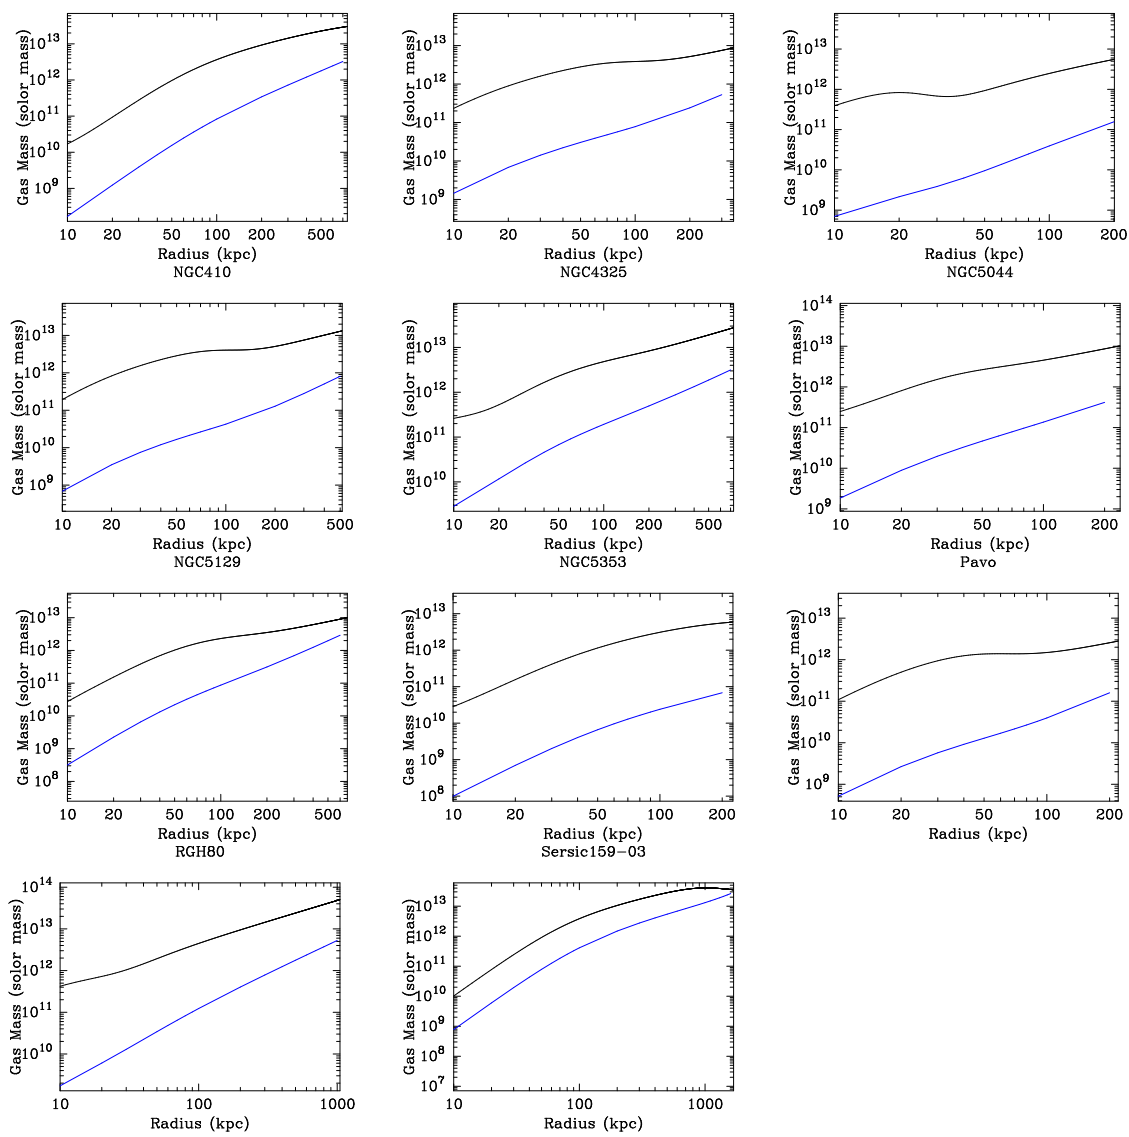 Gas Mass (solor mass)
10^13
10^12
10^11
10^10
10^9
10 20 50 100 200 500
Radius (kpc)
NGC410
Gas Mass (solor mass)
10^13
10^12
10^11
10^10
10^9
10 20 50 100 200
Radius (kpc)
NGC4325
Gas Mass (solor mass)
10^13
10^12
10^11
10^10
10^9
10 20 50 100 200
Radius (kpc)
NGC5044
Gas Mass (solor mass)
10^13
10^12
10^11
10^10
10^9
10 20 50 100 200 500
Radius (kpc)
NGC5129
Gas Mass (solor mass)
10^13
10^12
10^11
10^10
10 20 50 100 200 500
Radius (kpc)
NGC5353
Gas Mass (solor mass)
10^14
10^13
10^12
10^11
10^10
10^9
10 20 50 100 200
Radius (kpc)
Pavo
Gas Mass (solor mass)
10^13
10^12
10^11
10^10
10^9
10^8
10 20 50 100 200 500
Radius (kpc)
RGH80
Gas Mass (solor mass)
10^13
10^12
10^11
10^10
10^9
10^8
10 20 50 100 200
Radius (kpc)
Sersic159-03
Gas Mass (solor mass)
10^13
10^12
10^11
10^10
10^9
10 20 50 100 200
Radius (kpc)
Gas Mass (solor mass)
10^14
10^13
10^12
10^11
10^10
10 100 1000
Radius (kpc)
Gas Mass (solor mass)
10^13
10^12
10^11
10^10
10^9
10^8
10^7
10 100 1000
Radius (kpc)